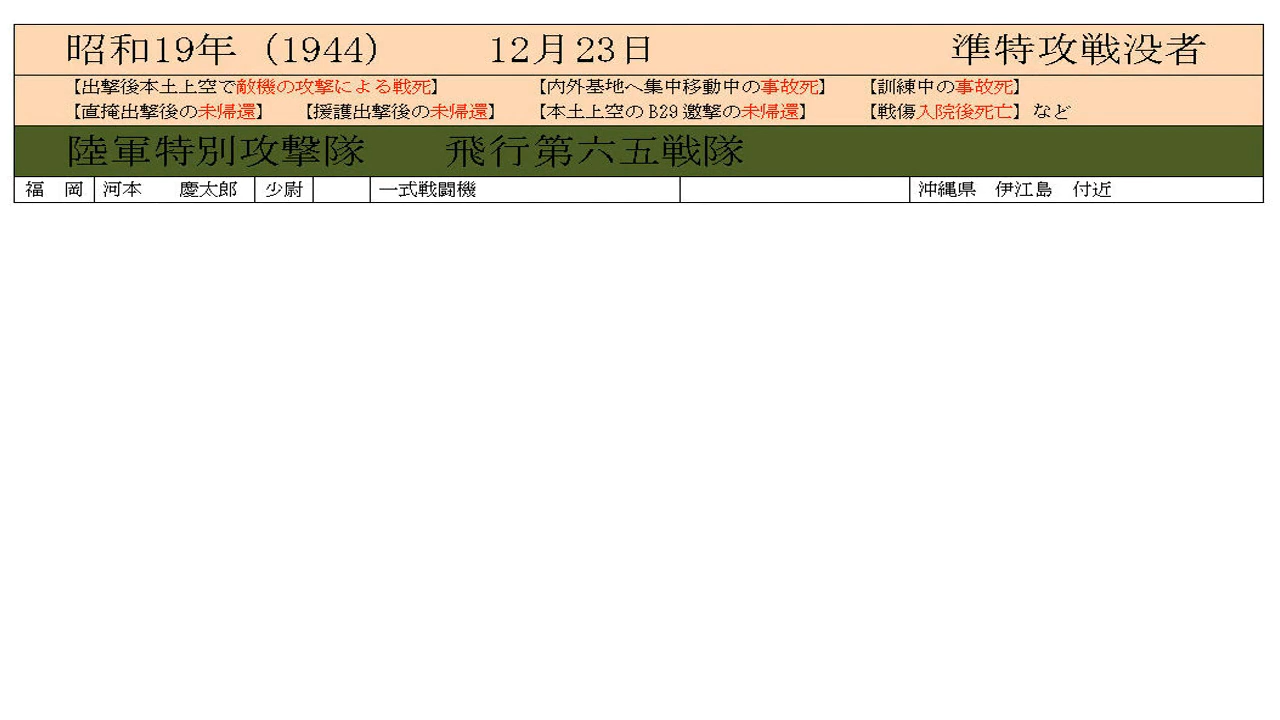 昭和19年（1944）　12月23日　準特攻戦没者
【出撃後本土上空で敵機の攻撃による戦死】　【内外基地へ集中移動中の事故死】　【訓練中の事故死】
【直掩出撃後の未帰還】　【援護出撃後の未帰還】　【本土上空のB29邀撃の未帰還】　【戦傷入院後死亡】など
陸軍特別攻撃隊　飛行第六五戦隊
福　岡　河本　慶太郎　少尉　一式戦闘機　沖縄県　伊江島　付近